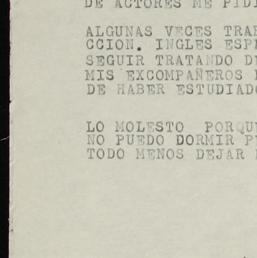 DE ACTORES ME PIDI
ALGUNAS VECES TRA
CCION. INGLES ESP
SEGUIR TRATANDO D
MIS EXCOMPAÑEROS
DE HABER ESTUDIADO
LO MOLESTO PORQU
NO PUEDO DORMIR P
TODO MENOS DEJAR